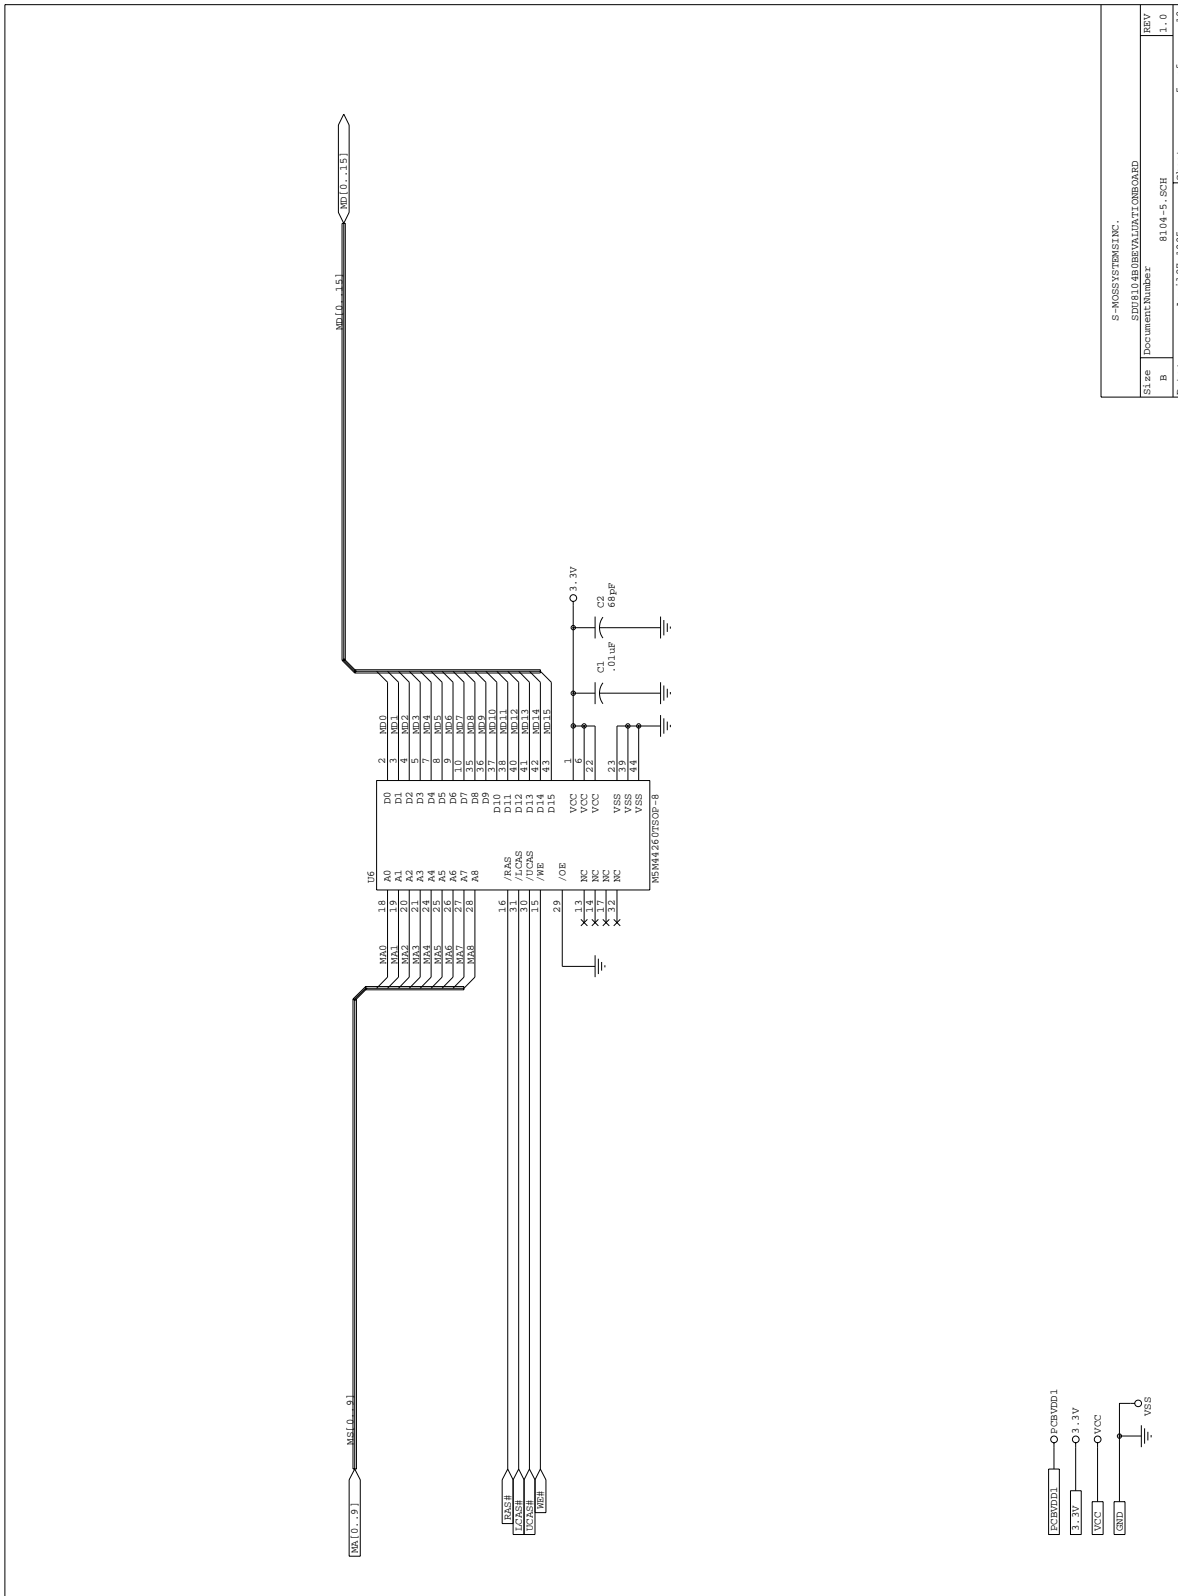 MA[0..9]
MS[0..9]
MD[0..15]
MD[0..15]
RAS#
LCAS#
UCAS#
WE#
U6
MA0 18 A0
MA1 19 A1
MA2 20 A2
MA3 21 A3
MA4 24 A4
MA5 25 A5
MA6 26 A6
MA7 27 A7
MA8 28 A8
16 /RAS
31 /LCAS
30 /UCAS
15 /WE
29 /OE
13 NC
14 NC
17 NC
32 NC
D0 2 MD0
D1 3 MD1
D2 4 MD2
D3 5 MD3
D4 7 MD4
D5 8 MD5
D6 9 MD6
D7 10 MD7
D8 35 MD8
D9 36 MD9
D10 37 MD10
D11 38 MD11
D12 40 MD12
D13 41 MD13
D14 42 MD14
D15 43 MD15
VCC 1
VCC 6
VCC 22
VSS 23
VSS 39
VSS 44
M5M44260TSOP-8
3.3V
C1
.01uF
C2
68pF
PCBVDD1 PCBVDD1
3.3V 3.3V
VCC VCC
GND
VSS
S-MOSSYSTEMSINC.
SDU8104B0BEVALUATIONBOARD
Size DocumentNumber REV
B 8104-5.SCH 1.0